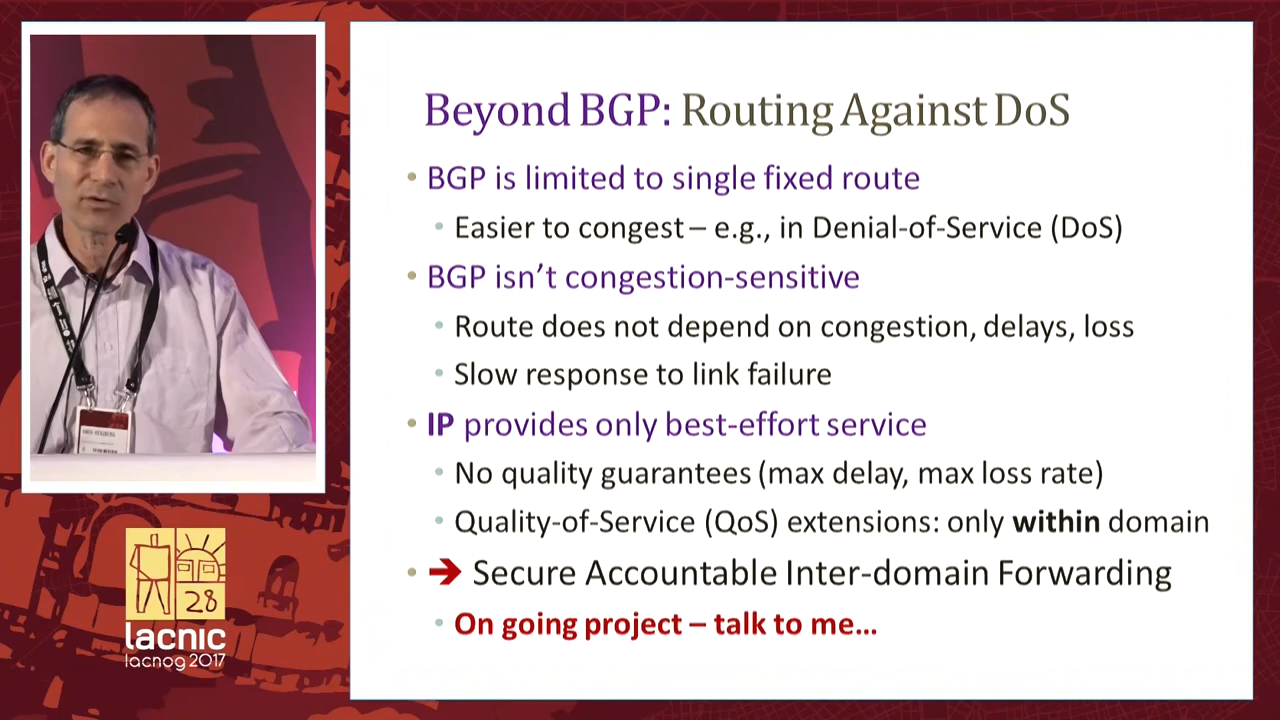 Beyond BGP: Routing Against DoS
• BGP is limited to single fixed route
• Easier to congest – e.g., in Denial-of-Service (DoS)
• BGP isn't congestion-sensitive
• Route does not depend on congestion, delays, loss
• Slow response to link failure
• IP provides only best-effort service
• No quality guarantees (max delay, max loss rate)
• Quality-of-Service (QoS) extensions: only within domain
• ➔ Secure Accountable Inter-domain Forwarding
• On going project – talk to me...
28
lacnic
lacnog 2017